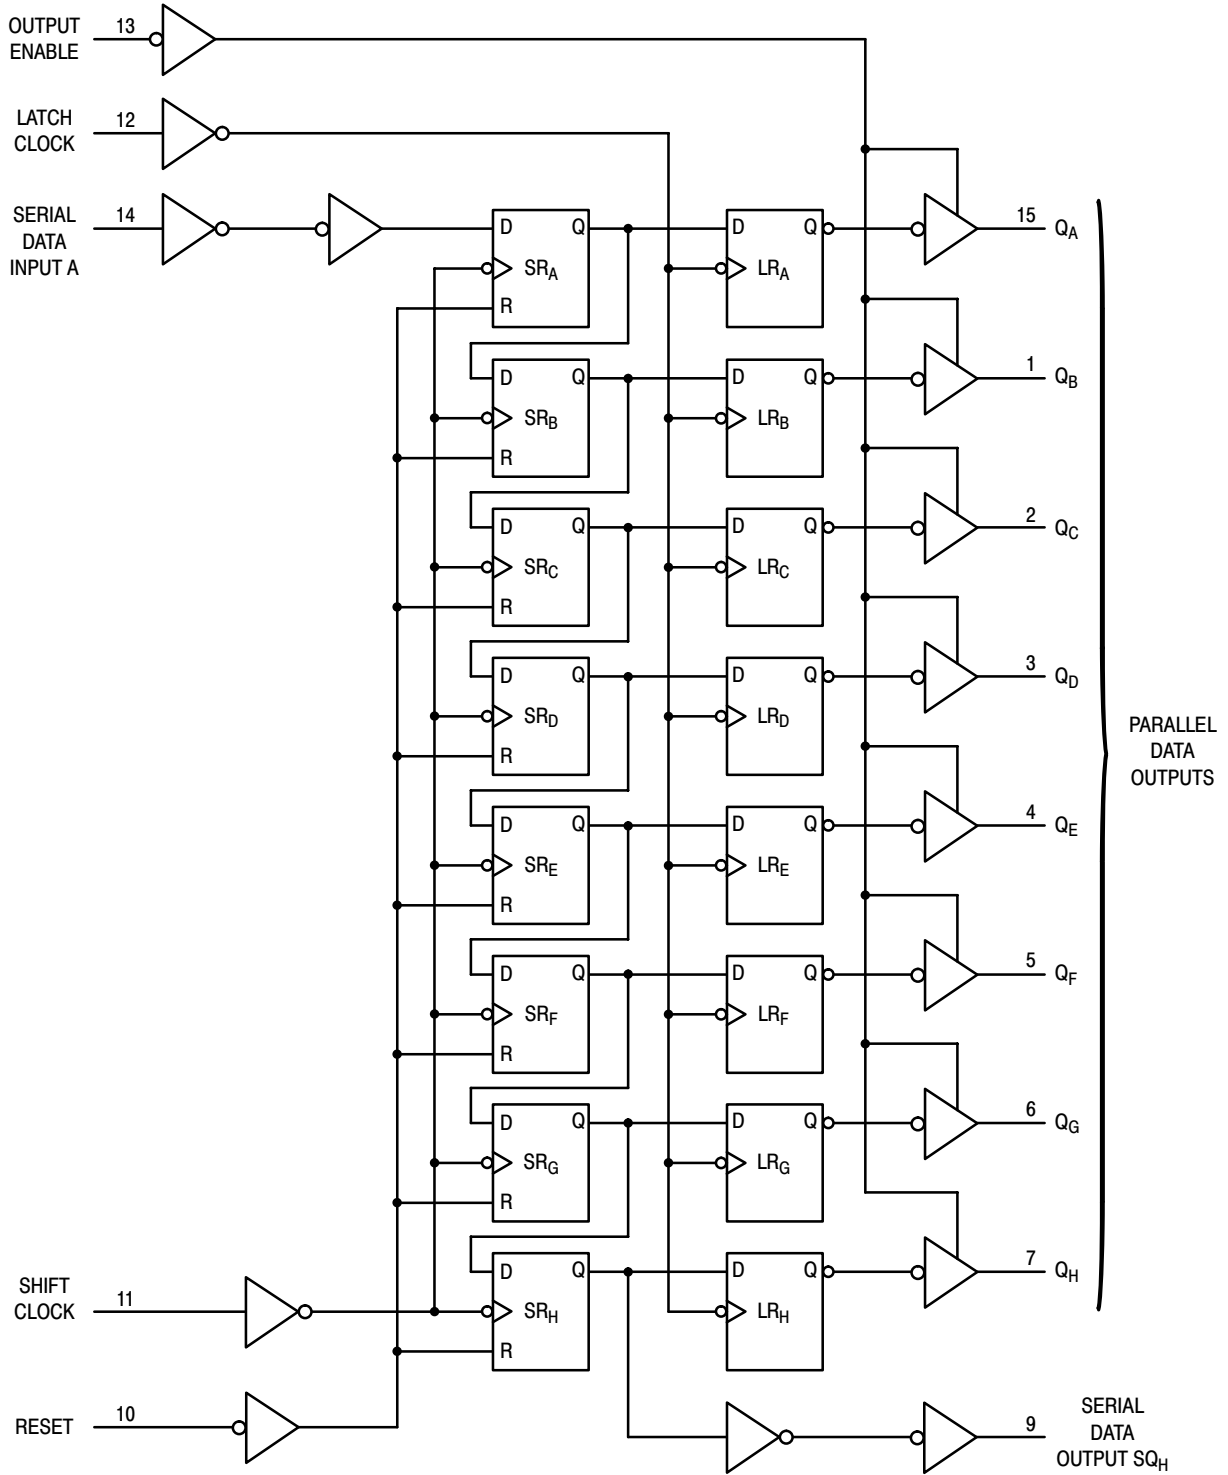 OUTPUT
ENABLE
13
LATCH
CLOCK
12
SERIAL
DATA
INPUT A
14
D Q
SRA
R
D Q
LRA
15 QA
D Q
SRB
R
D Q
LRB
1 QB
D Q
SRC
R
D Q
LRC
2 QC
D Q
SRD
R
D Q
LRD
3 QD
D Q
SRE
R
D Q
LRE
4 QE
D Q
SRF
R
D Q
LRF
5 QF
D Q
SRG
R
D Q
LRG
6 QG
D Q
SRH
R
D Q
LRH
7 QH
PARALLEL
DATA
OUTPUTS
SHIFT
CLOCK
11
RESET
10
9
SERIAL
DATA
OUTPUT SQH